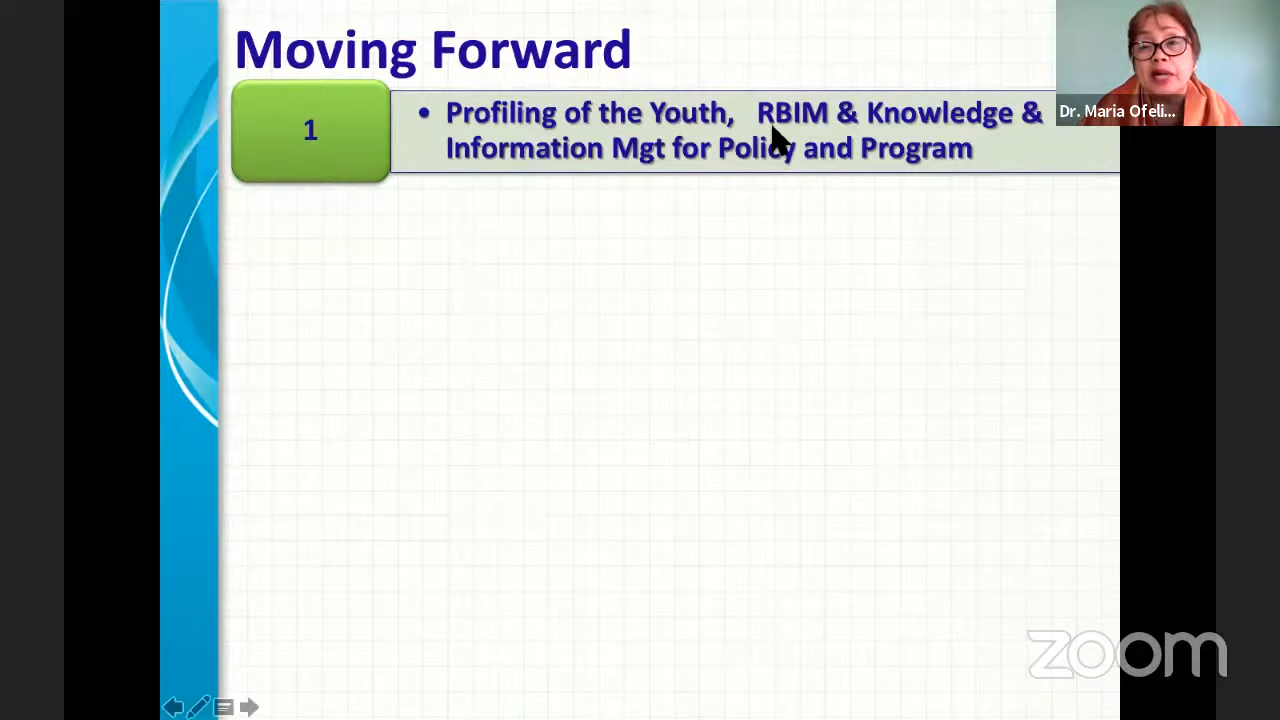 Moving Forward
1
• Profiling of the Youth, RBIM & Knowledge &
Information Mgt for Policy and Program
Dr. Maria Ofeli...
zoom